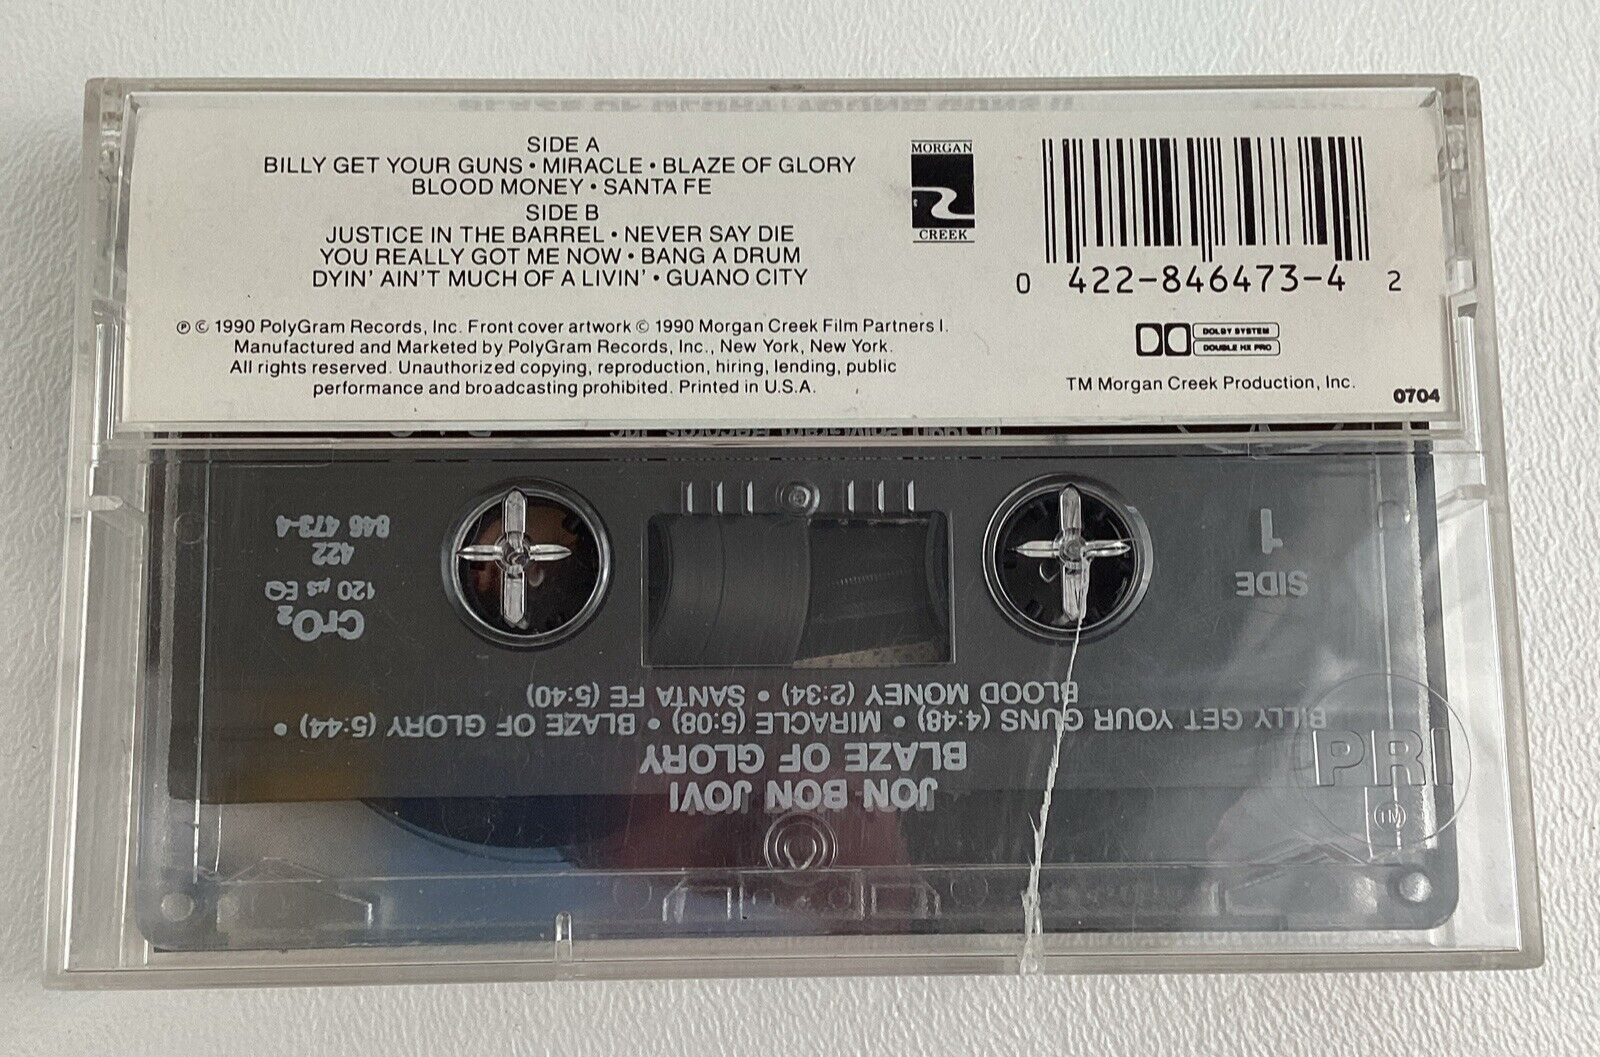 SIDE A
BILLY GET YOUR GUNS • MIRACLE • BLAZE OF GLORY
BLOOD MONEY • SANTA FE
SIDE B
JUSTICE IN THE BARREL • NEVER SAY DIE
YOU REALLY GOT ME NOW • BANG A DRUM
DYIN' AIN'T MUCH OF A LIVIN' • GUANO CITY
℗ © 1990 PolyGram Records, Inc. Front cover artwork © 1990 Morgan Creek Film Partners I.
Manufactured and Marketed by PolyGram Records, Inc., New York, New York.
All rights reserved. Unauthorized copying, reproduction, hiring, lending, public
performance and broadcasting prohibited. Printed in U.S.A.
MORGAN
CREEK
0 422-846473-4 2
DOLBY SYSTEM
DOUBLE HX PRO
TM Morgan Creek Production, Inc.
0704
JON BON JOVI
BLAZE OF GLORY
BILLY GET YOUR GUNS (4:48) • MIRACLE (5:08) • BLAZE OF GLORY (5:44) •
BLOOD MONEY (2:34) • SANTA FE (5:40)
SIDE
1
CrO2
120 µs EQ
422
846 473-4
PRI
TM